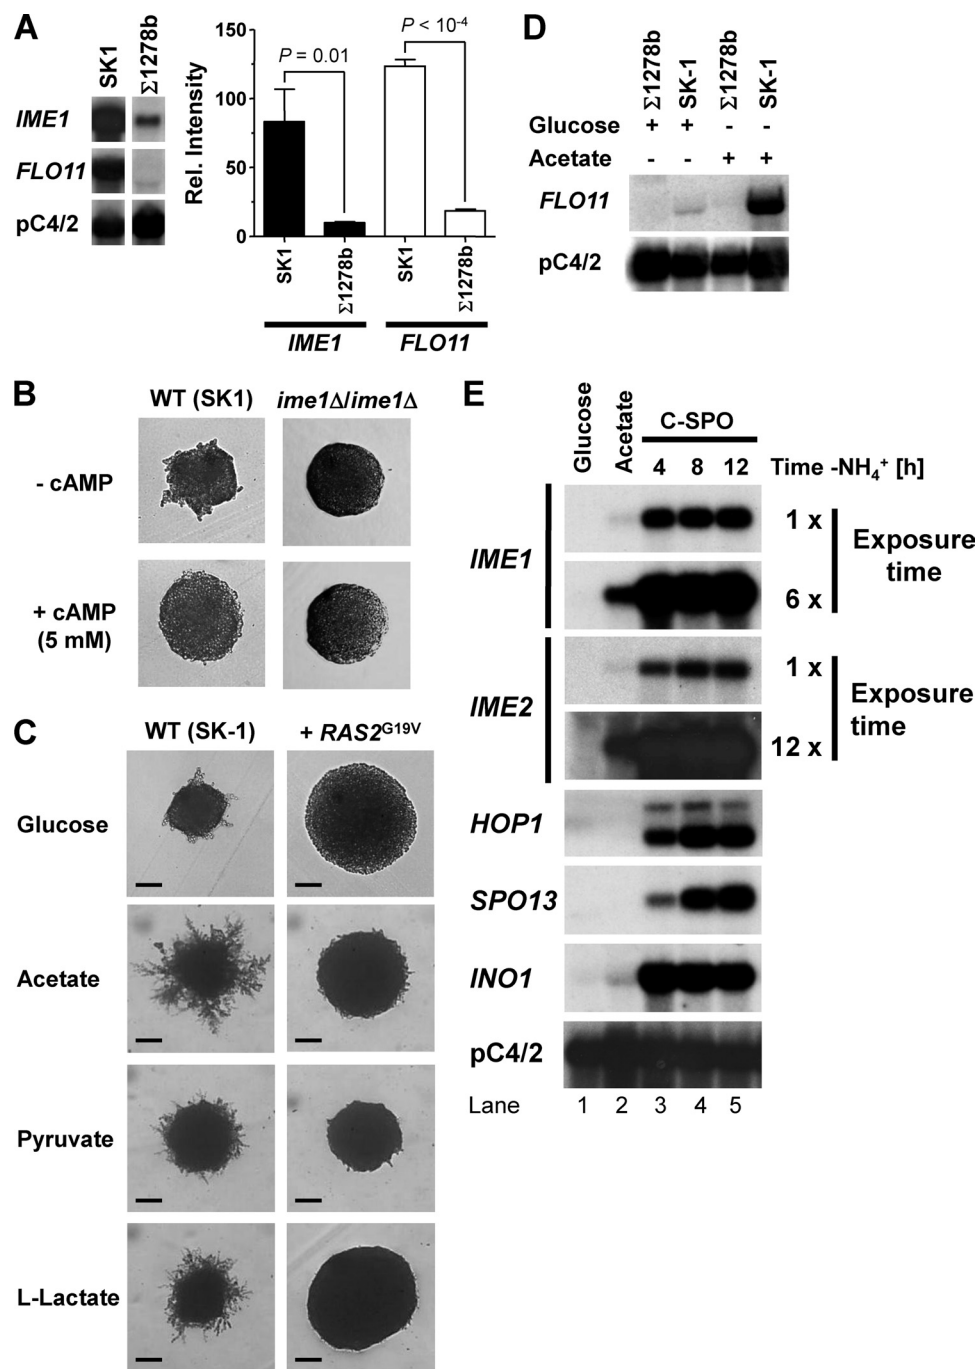 A
SK1
Σ1278b
IME1
FLO11
pC4/2
Rel. Intensity
150
100
50
0
P = 0.01
P < 10-4
SK1
Σ1278b
SK1
Σ1278b
IME1
FLO11
D
Σ1278b
SK-1
Σ1278b
SK-1
Glucose + + - -
Acetate - - + +
FLO11
pC4/2
B
WT (SK1)
ime1Δ/ime1Δ
- cAMP
+ cAMP
(5 mM)
C
WT (SK-1)
+ RAS2G19V
Glucose
Acetate
Pyruvate
L-Lactate
E
Glucose
Acetate
C-SPO
4 8 12 Time -NH4+ [h]
IME1
1 x
6 x
Exposure
time
IME2
1 x
12 x
Exposure
time
HOP1
SPO13
INO1
pC4/2
Lane 1 2 3 4 5